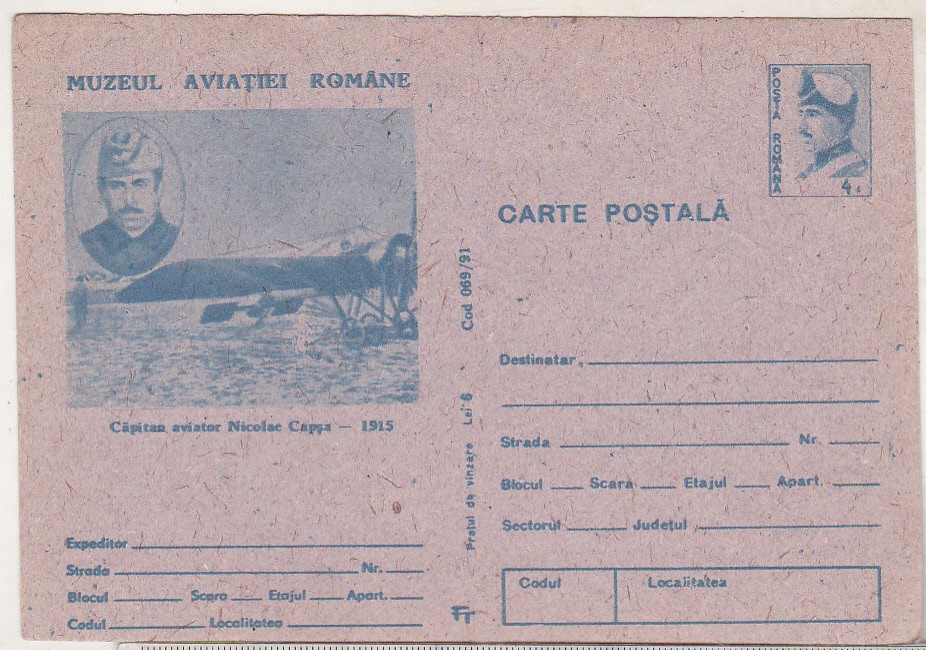 MUZEUL AVIAȚIEI ROMÂNE
Căpitan aviator Nicolae Capșa — 1915
Expeditor
Strada Nr.
Blocul Scara Etajul Apart.
Codul Localitatea
Cod 069/91
Prețul de vînzare Lei 6
POSTA ROMANA
4 L
CARTE POȘTALĂ
Destinatar
Strada Nr.
Blocul Scara Etajul Apart.
Sectorul Județul
Codul Localitatea